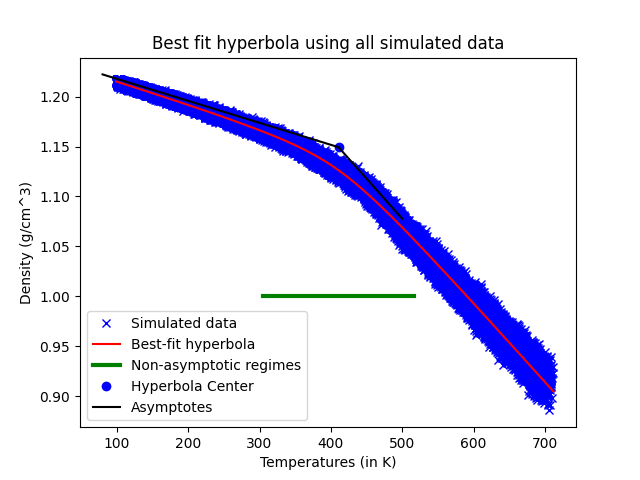 Best fit hyperbola using all simulated data
Density (g/cm^3)
1.20
1.15
1.10
1.05
1.00
0.95
0.90
Simulated data
Best-fit hyperbola
Non-asymptotic regimes
Hyperbola Center
Asymptotes
100 200 300 400 500 600 700
Temperatures (in K)